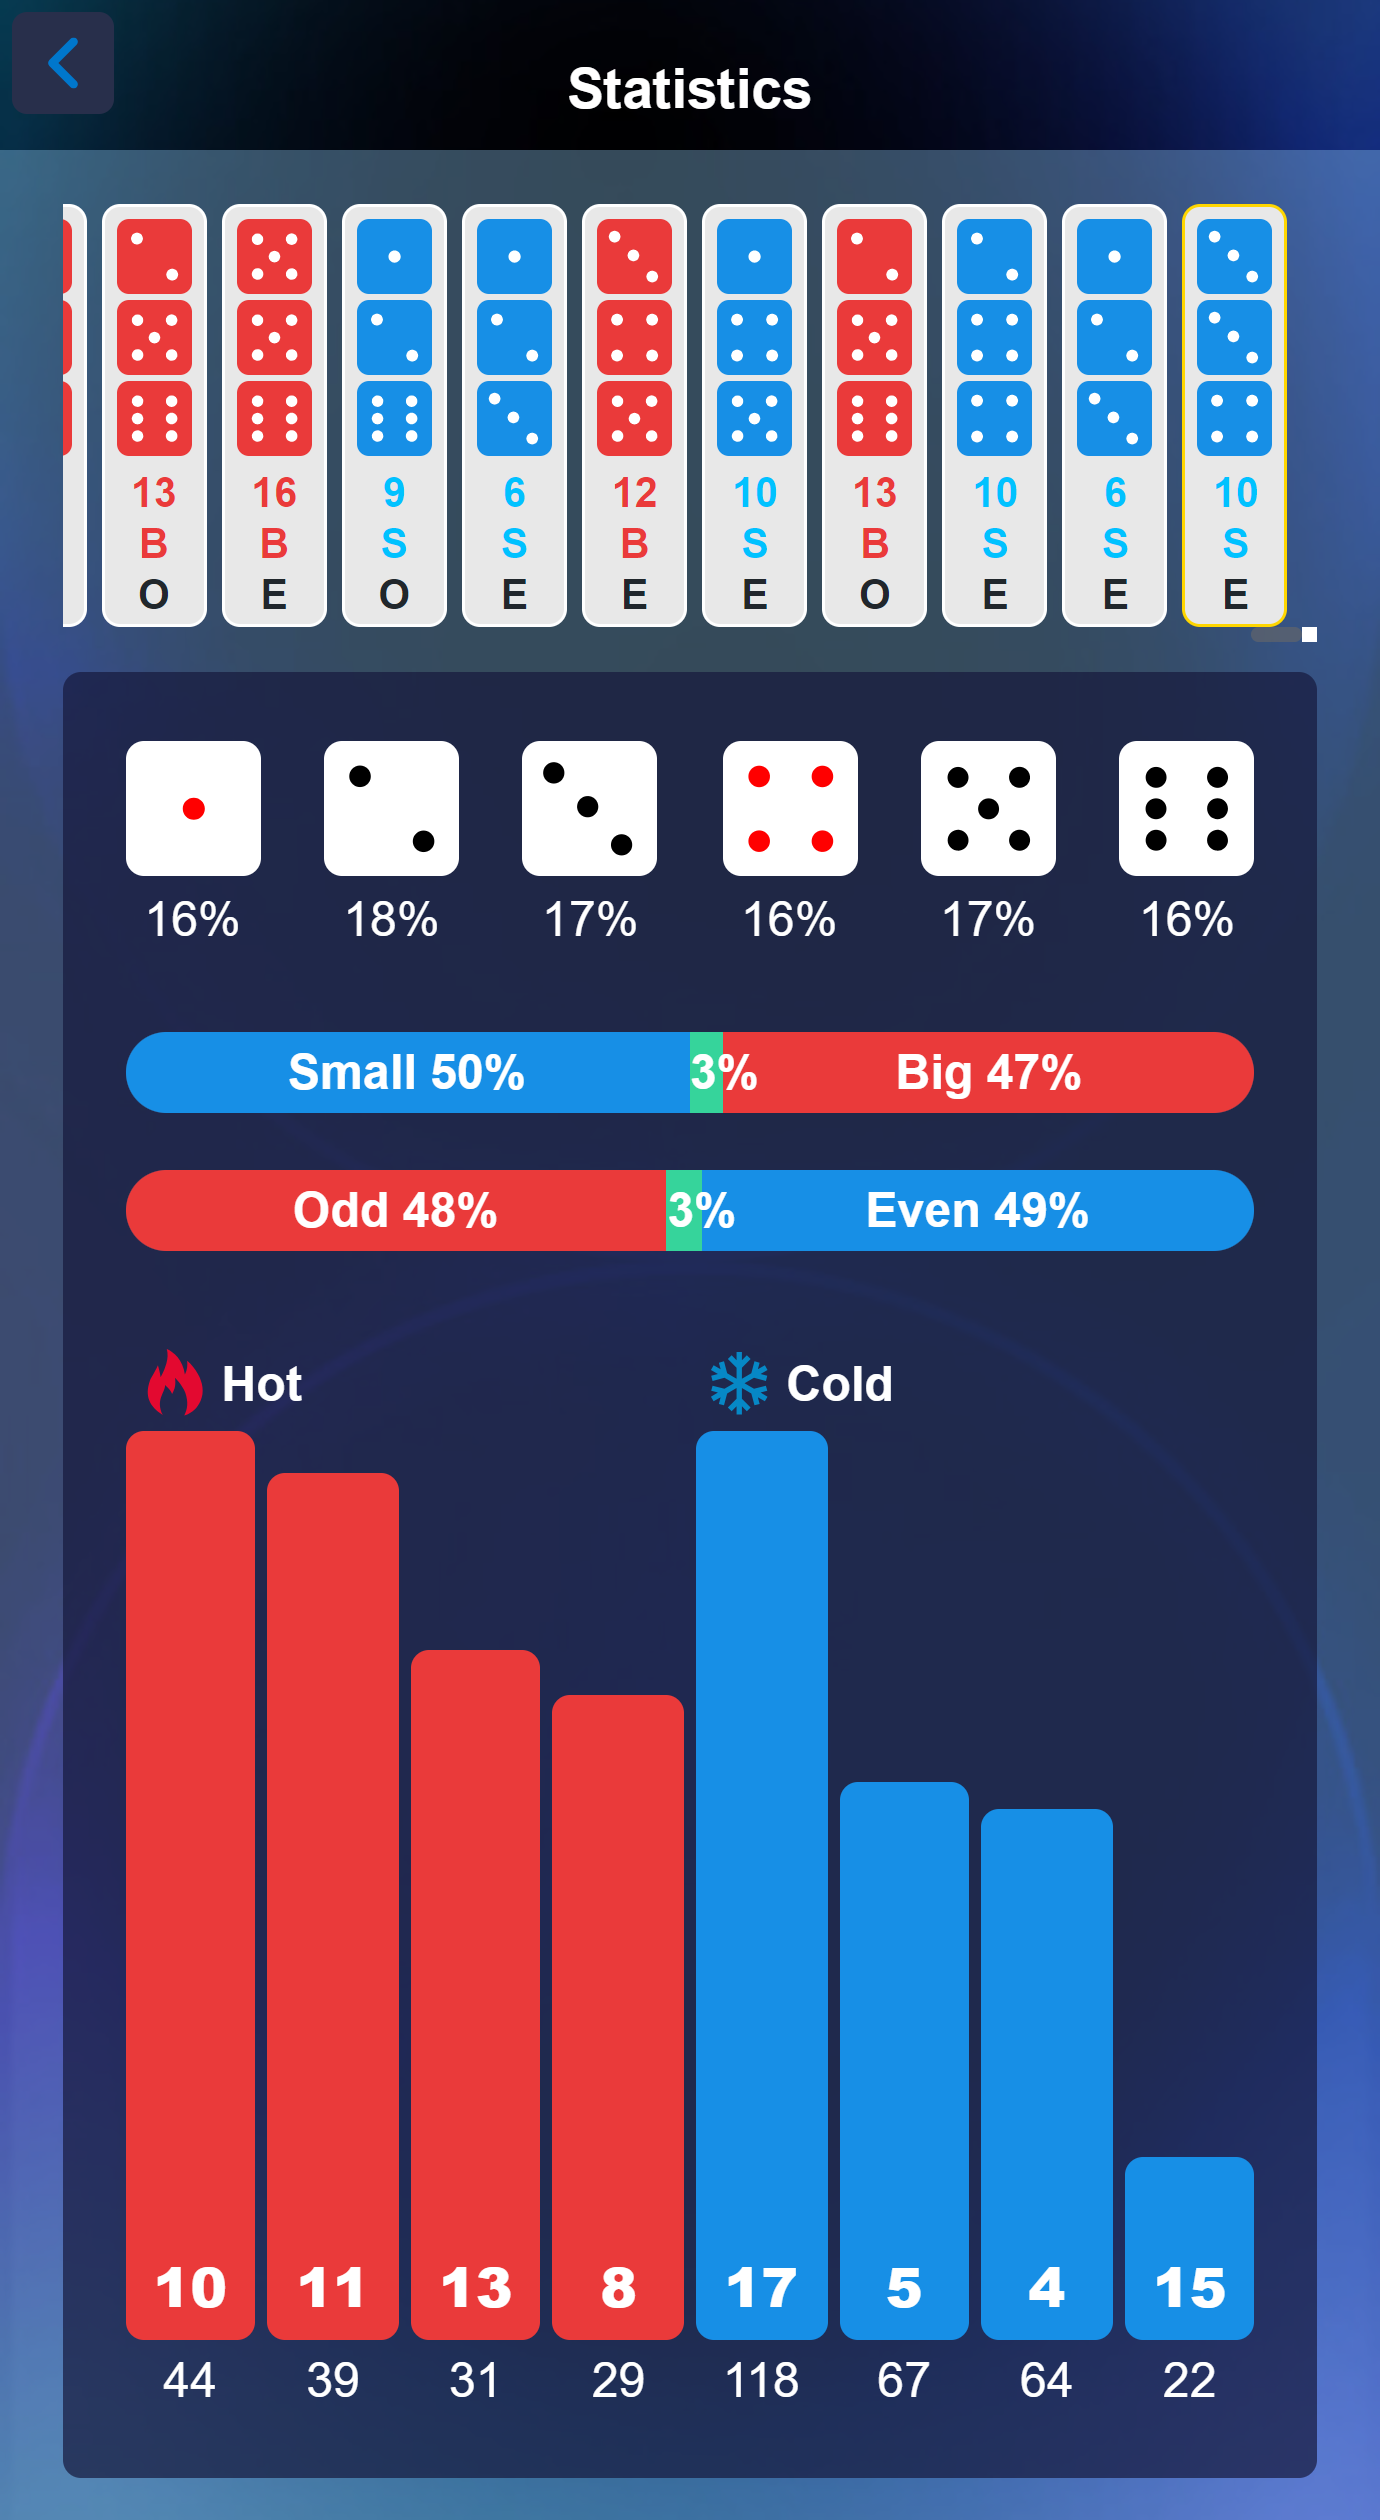 Statistics
13 16 9 6 12 10 13 10 6 10
B B S S B S B S S S
O E O E E E O E E E
16% 18% 17% 16% 17% 16%
Small 50% 3% Big 47%
Odd 48% 3% Even 49%
Hot Cold
10 11 13 8 17 5 4 15
44 39 31 29 118 67 64 22